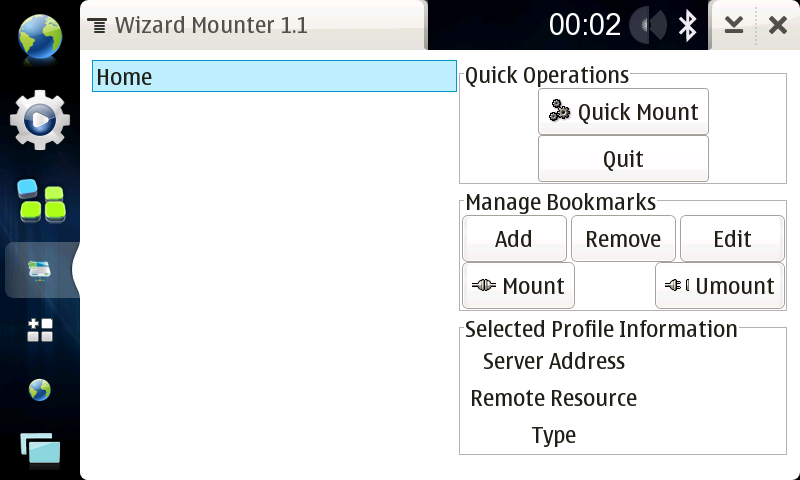 Wizard Mounter 1.1
00:02
Home
Quick Operations
Quick Mount
Quit
Manage Bookmarks
Add Remove Edit
Mount Umount
Selected Profile Information
Server Address
Remote Resource
Type